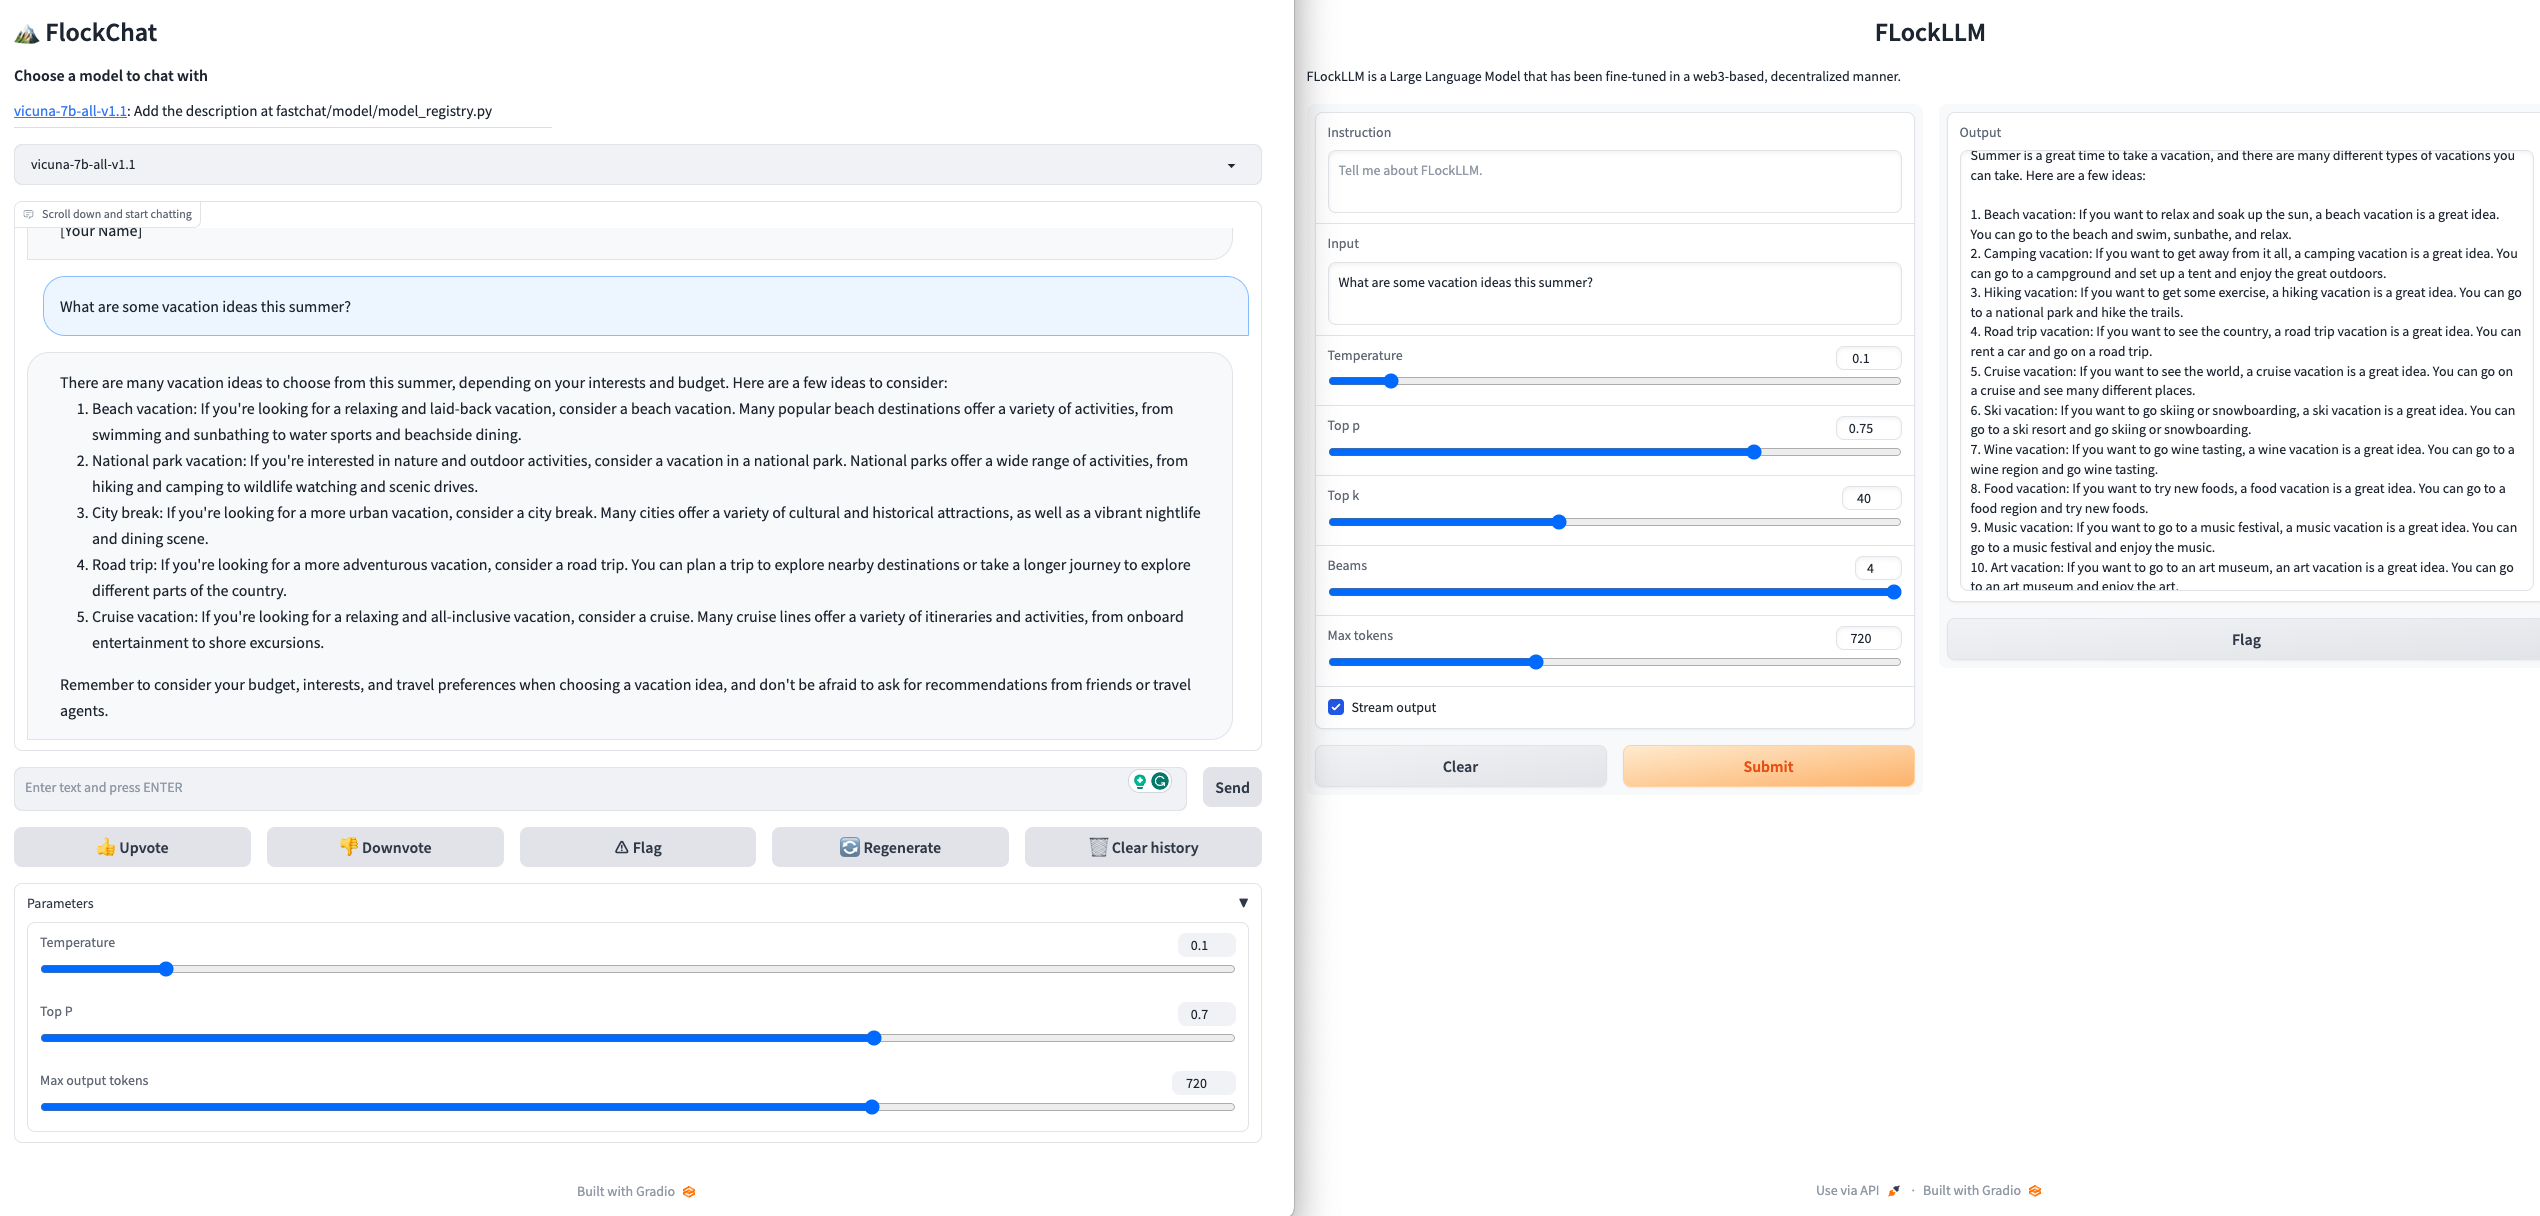 FlockChat
Choose a model to chat with
vicuna-7b-all-v1.1: Add the description at fastchat/model/model_registry.py
vicuna-7b-all-v1.1
Scroll down and start chatting
[Your Name]
What are some vacation ideas this summer?
There are many vacation ideas to choose from this summer, depending on your interests and budget. Here are a few ideas to consider:
1. Beach vacation: If you're looking for a relaxing and laid-back vacation, consider a beach vacation. Many popular beach destinations offer a variety of activities, from
swimming and sunbathing to water sports and beachside dining.
2. National park vacation: If you're interested in nature and outdoor activities, consider a vacation in a national park. National parks offer a wide range of activities, from
hiking and camping to wildlife watching and scenic drives.
3. City break: If you're looking for a more urban vacation, consider a city break. Many cities offer a variety of cultural and historical attractions, as well as a vibrant nightlife
and dining scene.
4. Road trip: If you're looking for a more adventurous vacation, consider a road trip. You can plan a trip to explore nearby destinations or take a longer journey to explore
different parts of the country.
5. Cruise vacation: If you're looking for a relaxing and all-inclusive vacation, consider a cruise. Many cruise lines offer a variety of itineraries and activities, from onboard
entertainment to shore excursions.
Remember to consider your budget, interests, and travel preferences when choosing a vacation idea, and don't be afraid to ask for recommendations from friends or travel
agents.
Enter text and press ENTER
Send
Upvote
Downvote
Flag
Regenerate
Clear history
Parameters
Temperature
0.1
Top P
0.7
Max output tokens
720
Built with Gradio
FLockLLM
FLockLLM is a Large Language Model that has been fine-tuned in a web3-based, decentralized manner.
Instruction
Tell me about FLockLLM.
Input
What are some vacation ideas this summer?
Temperature
0.1
Top p
0.75
Top k
40
Beams
4
Max tokens
720
Stream output
Clear
Submit
Output
Summer is a great time to take a vacation, and there are many different types of vacations you
can take. Here are a few ideas:
1. Beach vacation: If you want to relax and soak up the sun, a beach vacation is a great idea.
You can go to the beach and swim, sunbathe, and relax.
2. Camping vacation: If you want to get away from it all, a camping vacation is a great idea. You
can go to a campground and set up a tent and enjoy the great outdoors.
3. Hiking vacation: If you want to get some exercise, a hiking vacation is a great idea. You can go
to a national park and hike the trails.
4. Road trip vacation: If you want to see the country, a road trip vacation is a great idea. You can
rent a car and go on a road trip.
5. Cruise vacation: If you want to see the world, a cruise vacation is a great idea. You can go on
a cruise and see many different places.
6. Ski vacation: If you want to go skiing or snowboarding, a ski vacation is a great idea. You can
go to a ski resort and go skiing or snowboarding.
7. Wine vacation: If you want to go wine tasting, a wine vacation is a great idea. You can go to a
wine region and go wine tasting.
8. Food vacation: If you want to try new foods, a food vacation is a great idea. You can go to a
food region and try new foods.
9. Music vacation: If you want to go to a music festival, a music vacation is a great idea. You can
go to a music festival and enjoy the music.
10. Art vacation: If you want to go to an art museum, an art vacation is a great idea. You can go
to an art museum and enjoy the art.
Flag
Use via API · Built with Gradio